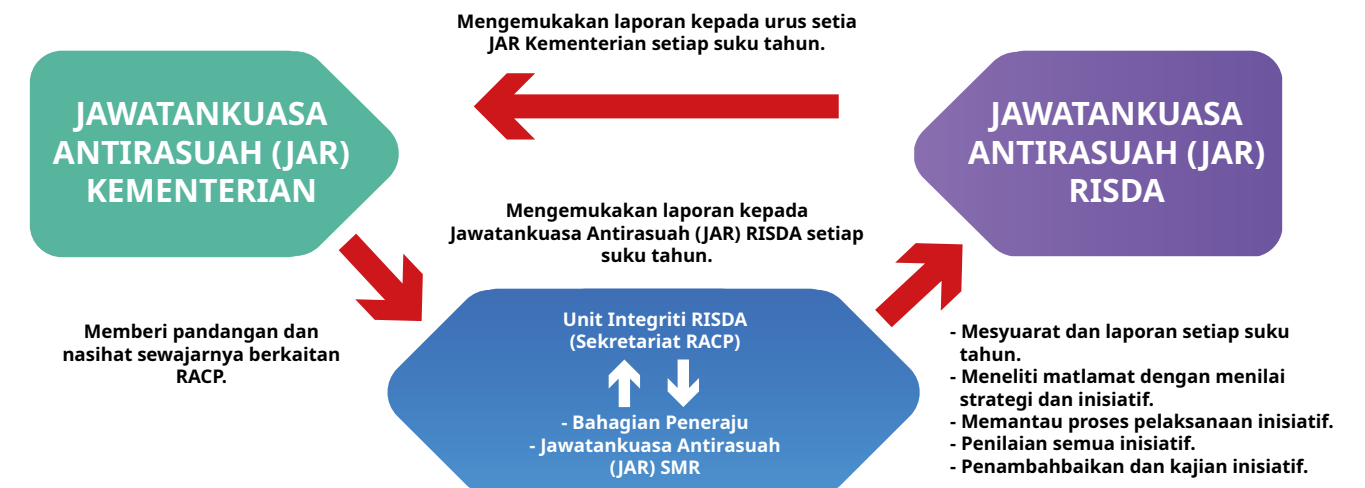 Mengemukakan laporan kepada urus setia
JAR Kementerian setiap suku tahun.
JAWATANKUASA
ANTIRASUAH (JAR)
KEMENTERIAN
JAWATANKUASA
ANTIRASUAH (JAR)
RISDA
Mengemukakan laporan kepada
Jawatankuasa Antirasuah (JAR) RISDA setiap
suku tahun.
Memberi pandangan dan
nasihat sewajarnya berkaitan
RACP.
Unit Integriti RISDA
(Sekretariat RACP)
- Bahagian Peneraju
- Jawatankuasa Antirasuah
(JAR) SMR
- Mesyuarat dan laporan setiap suku
tahun.
- Meneliti matlamat dengan menilai
strategi dan inisiatif.
- Memantau proses pelaksanaan inisiatif.
- Penilaian semua inisiatif.
- Penambahbaikan dan kajian inisiatif.